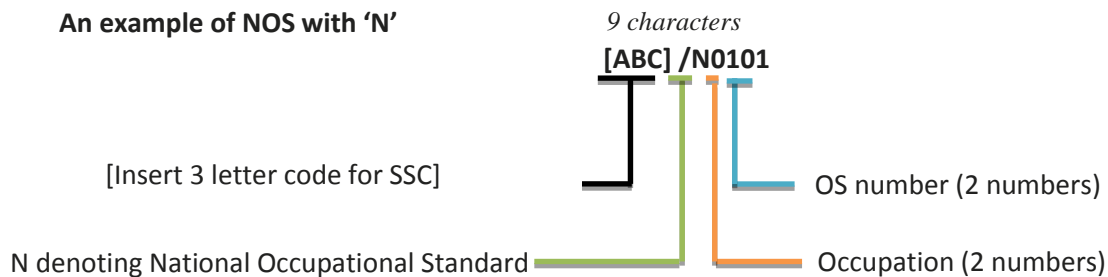 An example of NOS with ‘N’
9 characters
[ABC] /N0101
[Insert 3 letter code for SSC]
OS number (2 numbers)
N denoting National Occupational Standard
Occupation (2 numbers)